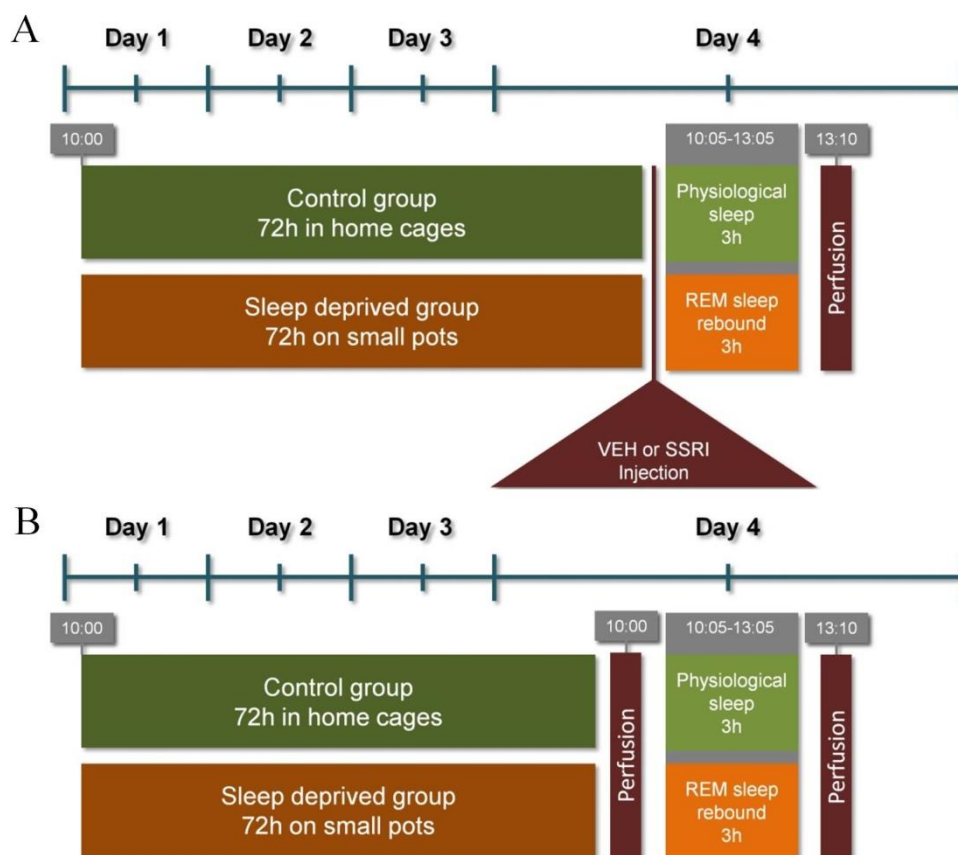 A
Day 1 Day 2 Day 3 Day 4
10:00 10:05-13:05 13:10
Control group
72h in home cages
Physiological
sleep
3h
Sleep deprived group
72h on small pots
REM sleep
rebound
3h
Perfusion
VEH or SSRI
Injection
B
Day 1 Day 2 Day 3 Day 4
10:00 10:00 10:05-13:05 13:10
Control group
72h in home cages
Perfusion
Physiological
sleep
3h
Sleep deprived group
72h on small pots
REM sleep
rebound
3h
Perfusion